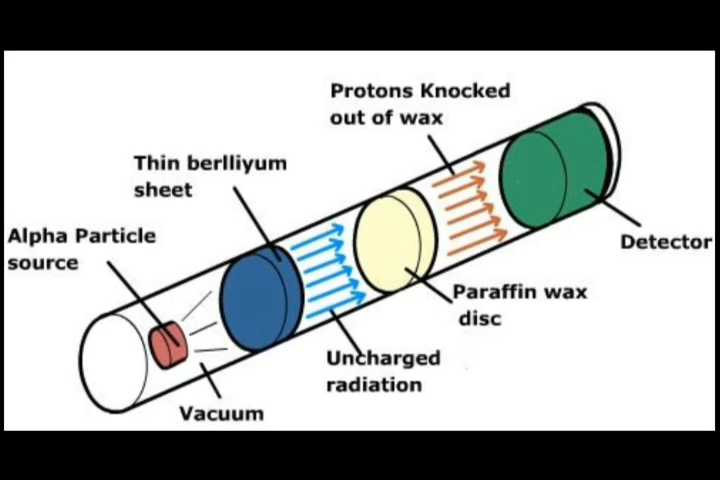 Protons Knocked
out of wax
Thin berlliyum
sheet
Alpha Particle
source
Detector
Paraffin wax
disc
Uncharged
radiation
Vacuum